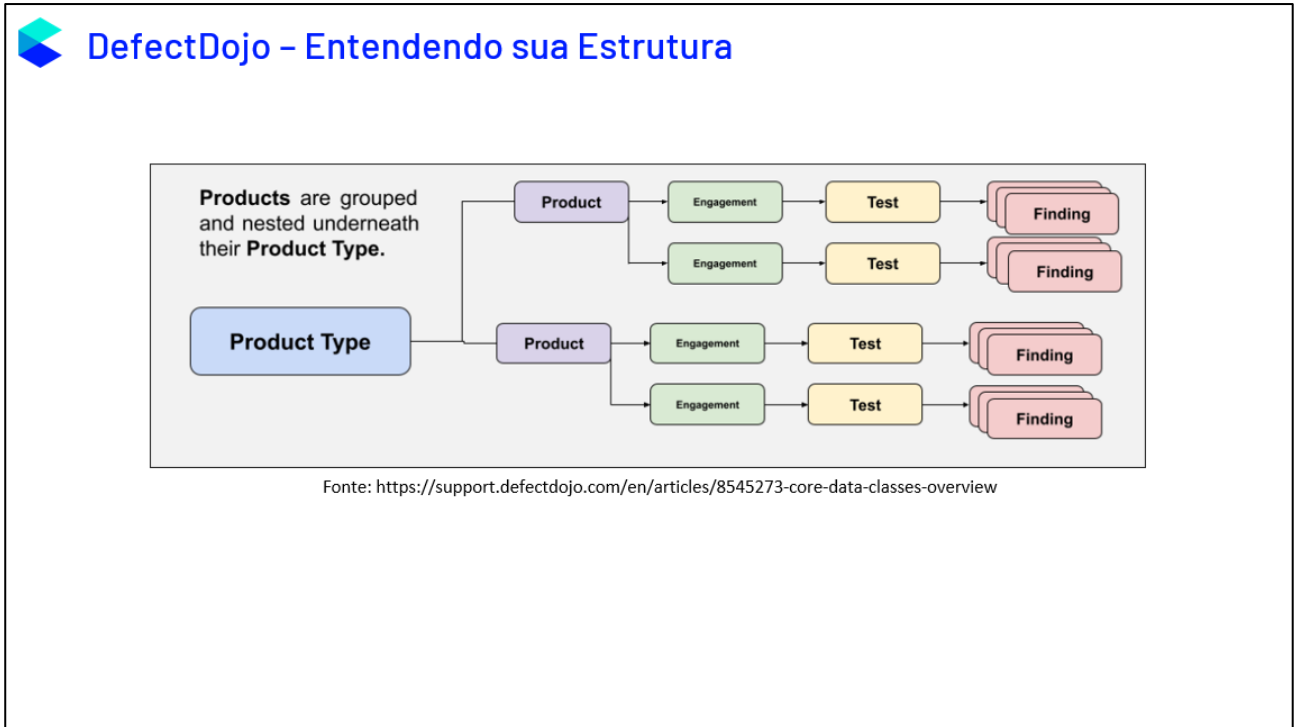 DefectDojo – Entendendo sua Estrutura
Products are grouped
and nested underneath
their Product Type.
Product Type
Product
Engagement
Test
Finding
Engagement
Test
Finding
Product
Engagement
Test
Finding
Engagement
Test
Finding
Fonte: https://support.defectdojo.com/en/articles/8545273-core-data-classes-overview